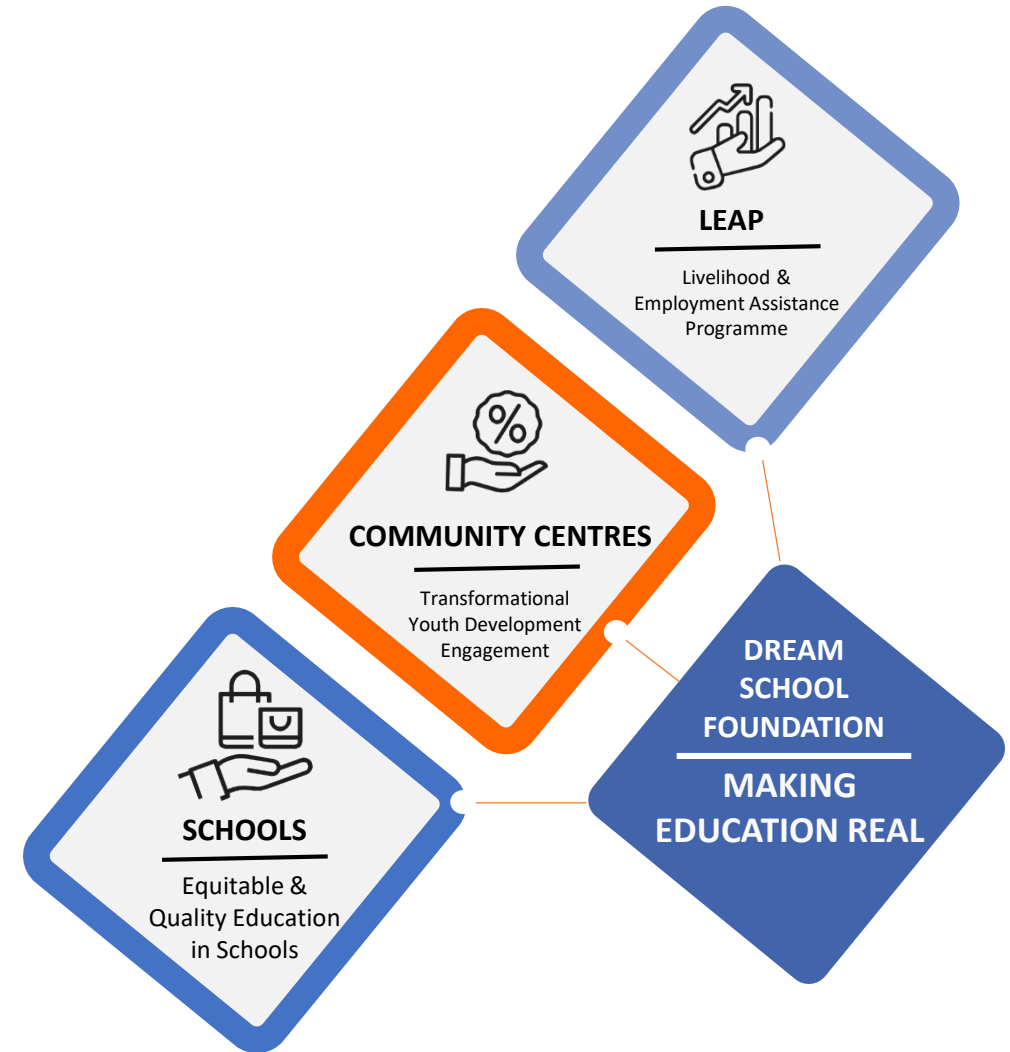 LEAP
Livelihood &
Employment Assistance
Programme
%
COMMUNITY CENTRES
Transformational
Youth Development
Engagement
SCHOOLS
Equitable &
Quality Education
in Schools
DREAM
SCHOOL
FOUNDATION
MAKING
EDUCATION REAL